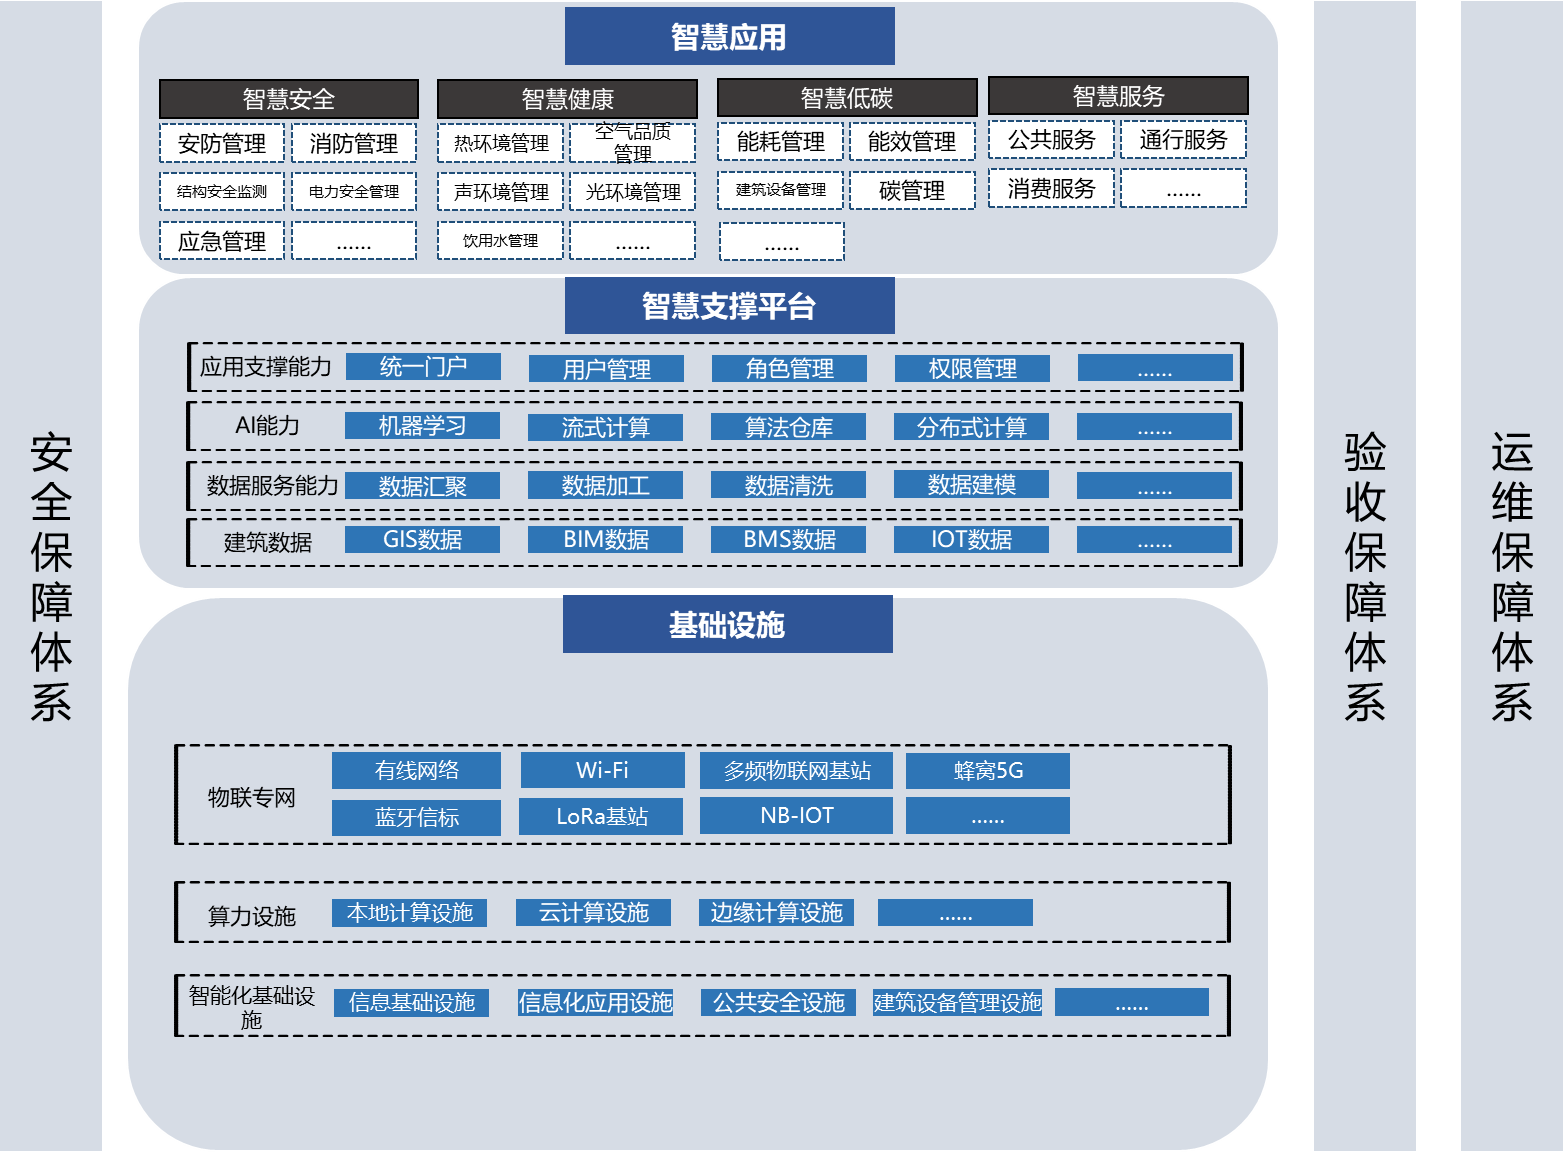 安全保障体系
智慧应用
智慧安全
安防管理
消防管理
结构安全监测
电力安全管理
应急管理
......
智慧健康
热环境管理
空气品质
管理
声环境管理
光环境管理
饮用水管理
......
智慧低碳
能耗管理
能效管理
建筑设备管理
碳管理
......
智慧服务
公共服务
通行服务
消费服务
......
智慧支撑平台
应用支撑能力
统一门户
用户管理
角色管理
权限管理
......
AI能力
机器学习
流式计算
算法仓库
分布式计算
......
数据服务能力
数据汇聚
数据加工
数据清洗
数据建模
......
建筑数据
GIS数据
BIM数据
BMS数据
IOT数据
......
基础设施
物联专网
有线网络
Wi-Fi
多频物联网基站
蜂窝5G
蓝牙信标
LoRa基站
NB-IOT
......
算力设施
本地计算设施
云计算设施
边缘计算设施
......
智能化基础设
施
信息基础设施
信息化应用设施
公共安全设施
建筑设备管理设施
......
验收保障体系
运维保障体系